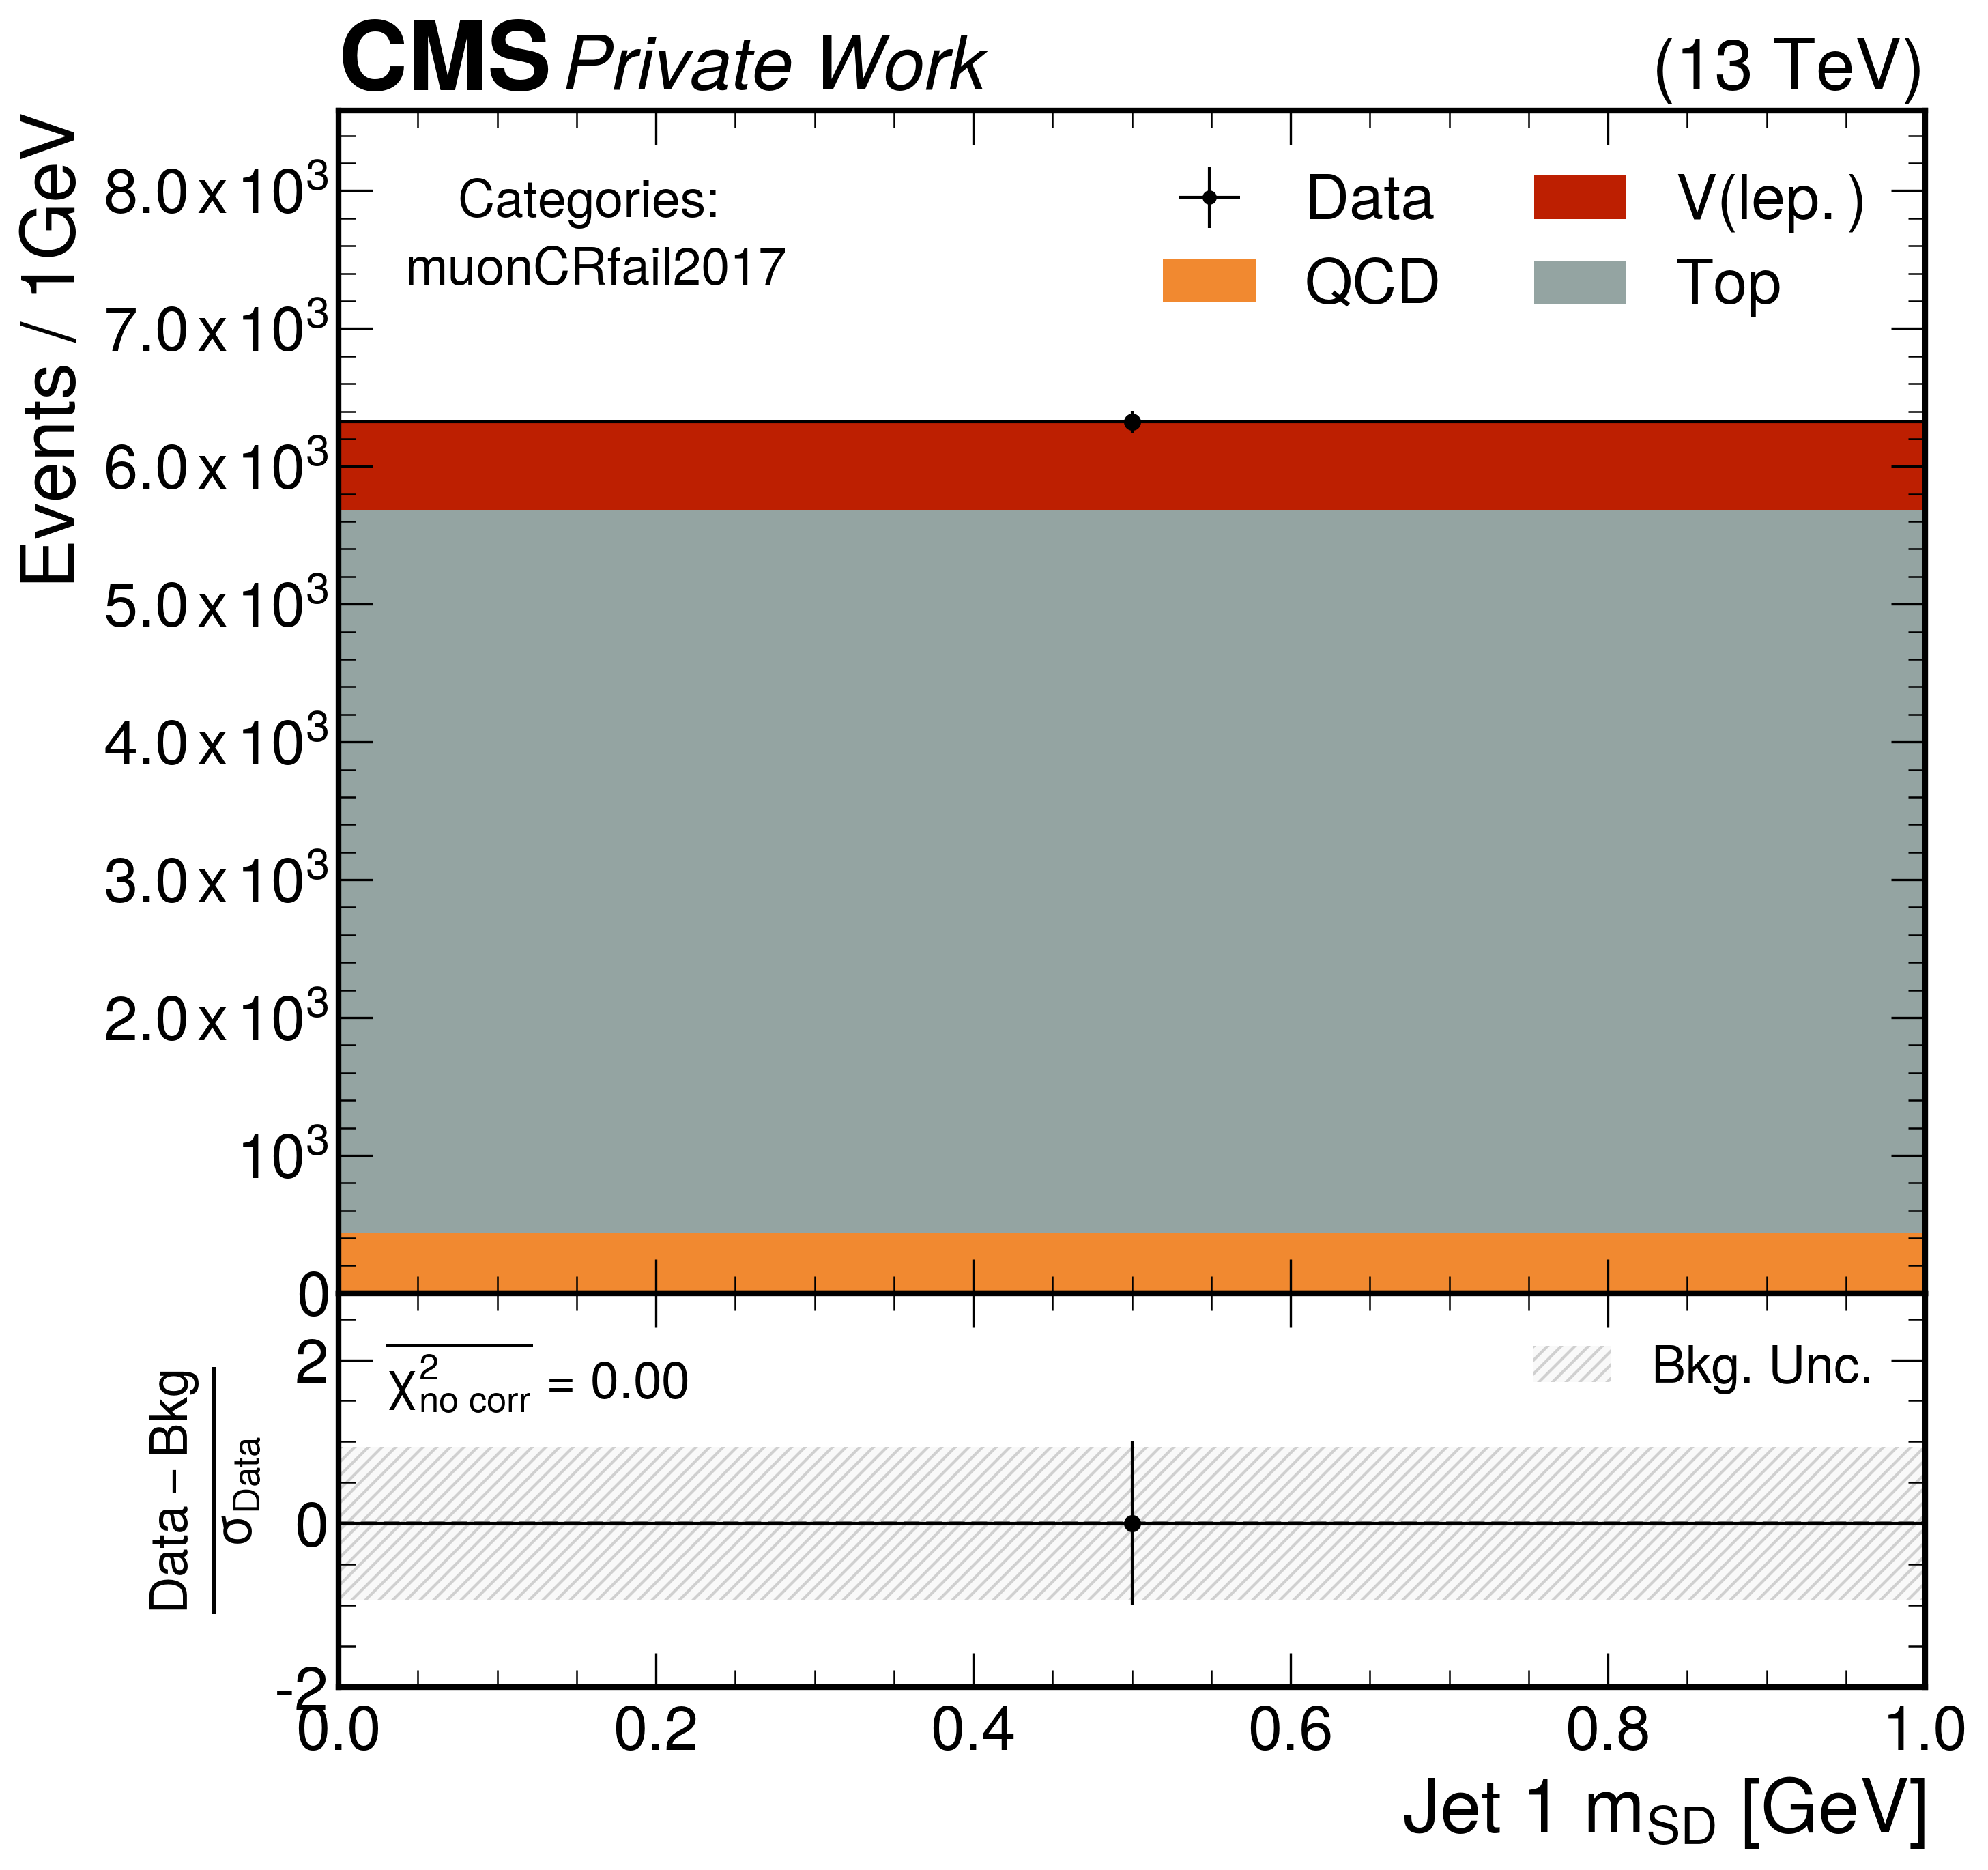 CMS Private Work (13 TeV)
Events / 1GeV
8.0 x 10³
7.0 x 10³
6.0 x 10³
5.0 x 10³
4.0 x 10³
3.0 x 10³
2.0 x 10³
10³
0
Categories:
muonCRfail2017
Data V(lep.)
QCD Top
Data – Bkg
σData
2
0
-2
χ²no corr = 0.00
Bkg. Unc.
0.0 0.2 0.4 0.6 0.8 1.0
Jet 1 mSD [GeV]